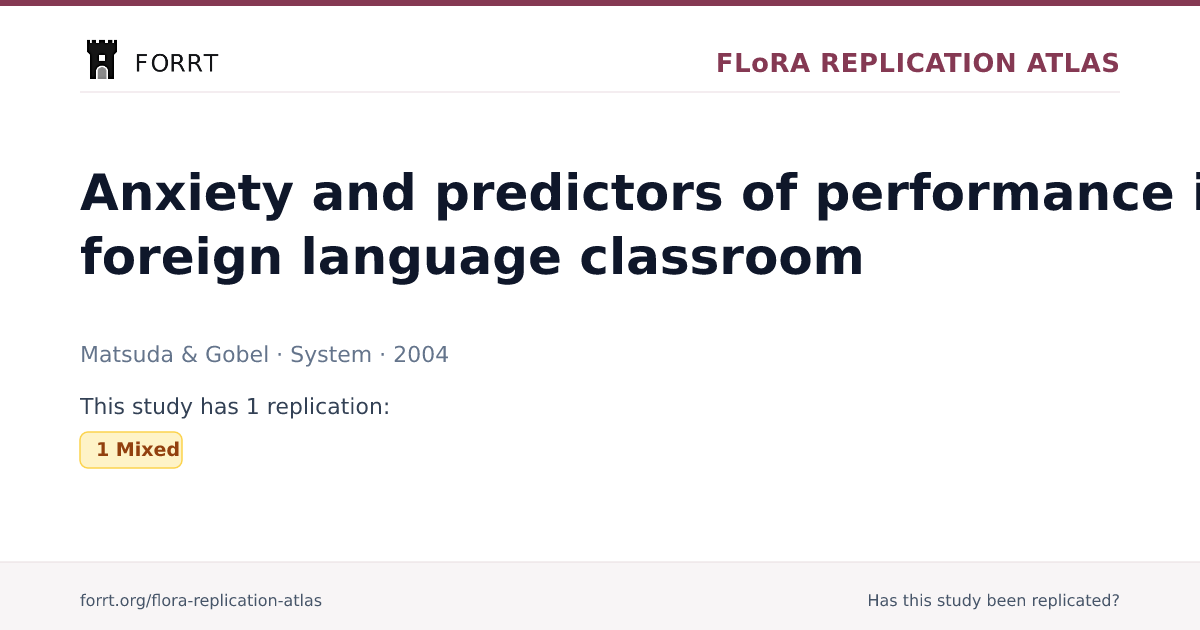 FORRT
FLoRA REPLICATION ATLAS
Anxiety and predictors of performance i
foreign language classroom
Matsuda & Gobel · System · 2004
This study has 1 replication:
1 Mixed
forrt.org/flora-replication-atlas
Has this study been replicated?